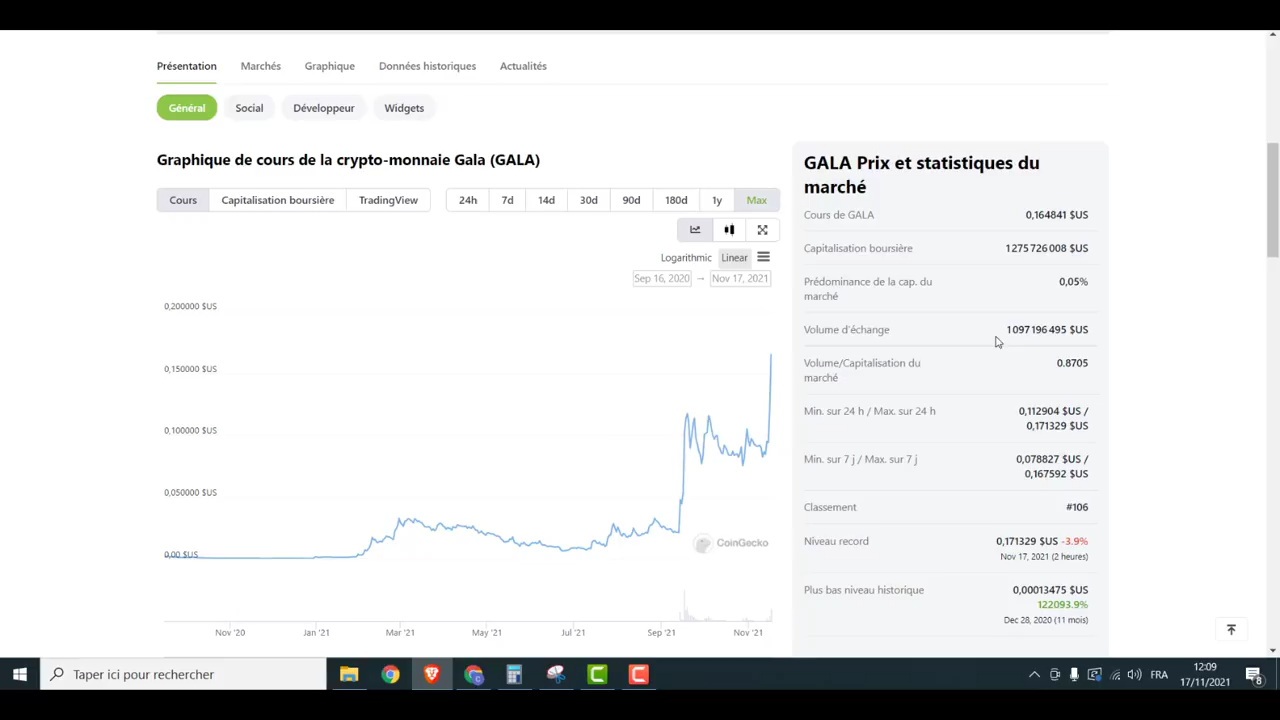 Présentation Marchés Graphique Données historiques Actualités
Général Social Développeur Widgets
Graphique de cours de la crypto-monnaie Gala (GALA)
Cours Capitalisation boursière TradingView 24h 7d 14d 30d 90d 180d 1y Max
Logarithmic Linear
Sep 16, 2020 → Nov 17, 2021
0,200000 $US
0,150000 $US
0,100000 $US
0,050000 $US
0,00 $US
CoinGecko
Nov '20 Jan '21 Mar '21 May '21 Jul '21 Sep '21 Nov '21
GALA Prix et statistiques du
marché
Cours de GALA 0,164841 $US
Capitalisation boursière 1 275 726 008 $US
Prédominance de la cap. du 0,05%
marché
Volume d'échange 1 097 196 495 $US
Volume/Capitalisation du 0.8705
marché
Min. sur 24 h / Max. sur 24 h 0,112904 $US /
0,171329 $US
Min. sur 7 j / Max. sur 7 j 0,078827 $US /
0,167592 $US
Classement #106
Niveau record 0,171329 $US -3.9%
Nov 17, 2021 (2 heures)
Plus bas niveau historique 0,00013475 $US
122093.9%
Dec 28, 2020 (11 mois)
Taper ici pour rechercher
FRA
12:09
17/11/2021
8